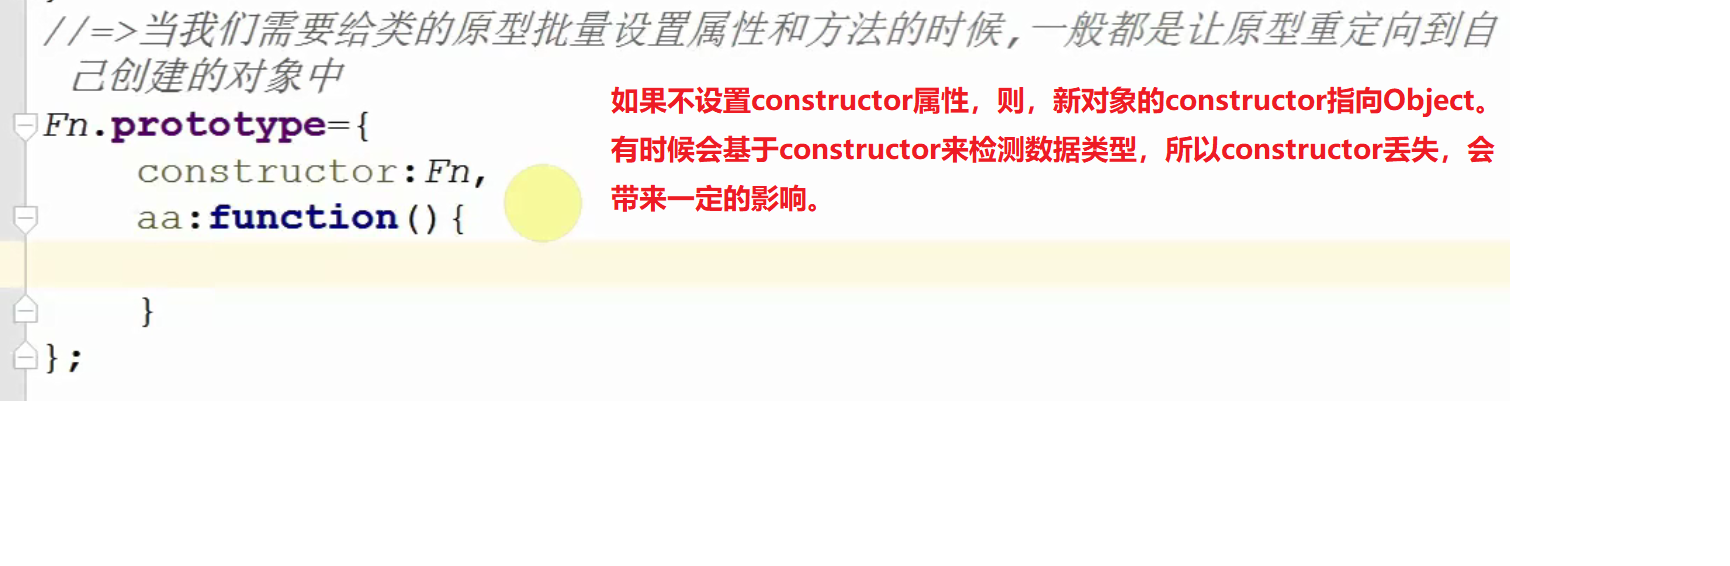 //=>当我们需要给类的原型批量设置属性和方法的时候,一般都是让原型重定向到自
己创建的对象中
Fn.prototype={
constructor:Fn,
aa:function(){
}
};
如果不设置constructor属性，则，新对象的constructor指向Object。
有时候会基于constructor来检测数据类型，所以constructor丢失，会
带来一定的影响。